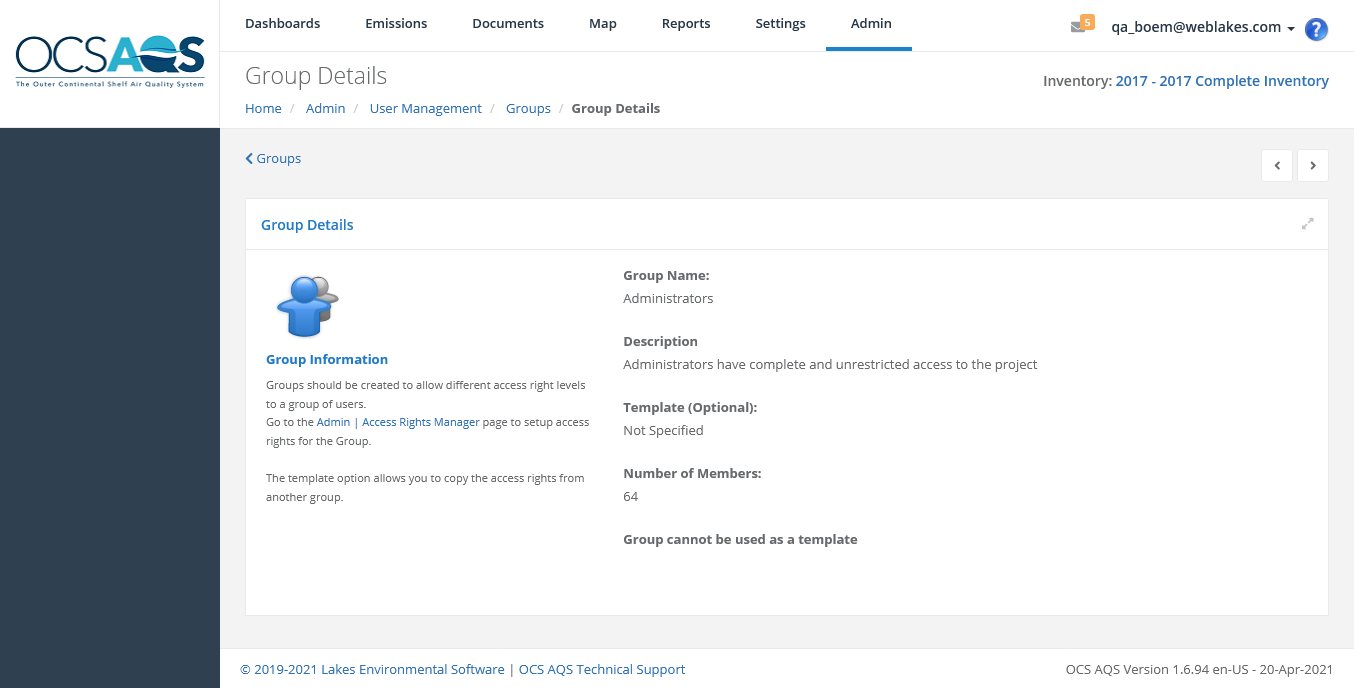 OCSAQS
The Outer Continental Shelf Air Quality System
Dashboards Emissions Documents Map Reports Settings Admin
5 qa_boem@weblakes.com ?
Group Details
Inventory: 2017 - 2017 Complete Inventory
Home / Admin / User Management / Groups / Group Details
Groups
Group Details
Group Information
Groups should be created to allow different access right levels
to a group of users.
Go to the Admin | Access Rights Manager page to setup access
rights for the Group.
The template option allows you to copy the access rights from
another group.
Group Name:
Administrators
Description
Administrators have complete and unrestricted access to the project
Template (Optional):
Not Specified
Number of Members:
64
Group cannot be used as a template
© 2019-2021 Lakes Environmental Software | OCS AQS Technical Support
OCS AQS Version 1.6.94 en-US - 20-Apr-2021